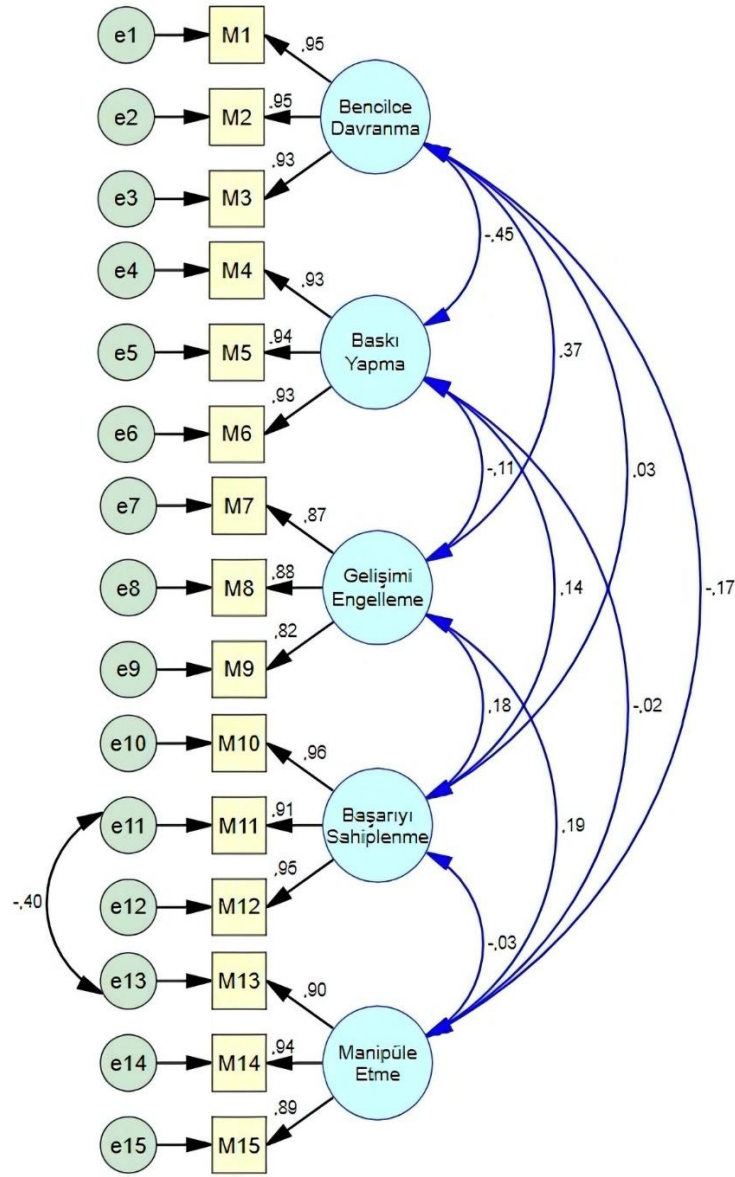 e1 M1 ,95
Bencilce
Davranma
e2 M2 ,95
e3 M3 ,93
-,45
e4 M4 ,93
Baskı
Yapma
e5 M5 ,94
,37
e6 M6 ,93
-,11
,03
e7 M7 ,87
Gelişimi
Engelleme
e8 M8 ,88
,14
-,17
e9 M9 ,82
,18
-,02
e10 M10 ,96
Başarıyı
Sahiplenme
e11 M11 ,91
,19
-,40
e12 M12 ,95
-,03
e13 M13 ,90
Manipüle
Etme
e14 M14 ,94
e15 M15 ,89